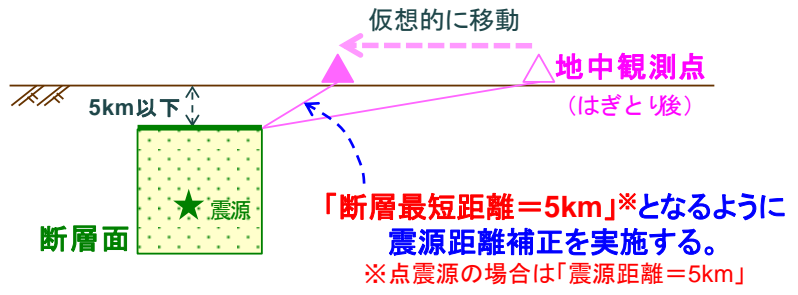 仮想的に移動
地中観測点
(はぎとり後)
5km以下
震源
断層面
「断層最短距離＝5km」※となるように
震源距離補正を実施する。
※点震源の場合は「震源距離＝5km」